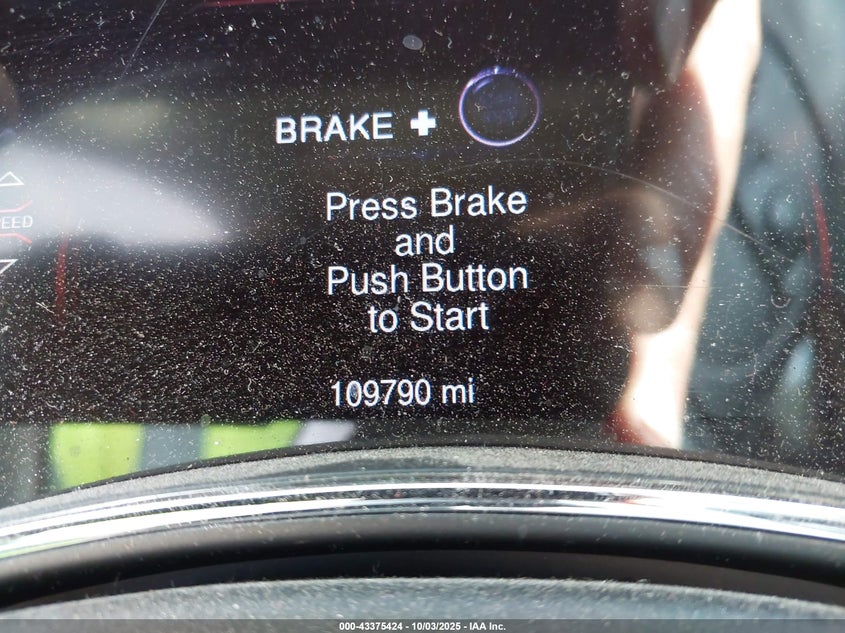 BRAKE +
Press Brake
and
Push Button
to Start
109790 mi
000-43375424 - 10/03/2025 - IAA Inc.